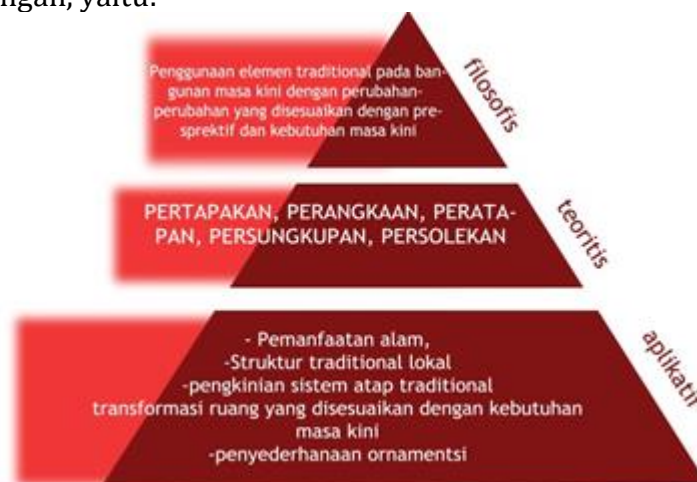 ngan, yaitu:
Penggunaan elemen traditional pada ban-
gunan masa kini dengan perubahan-
perubahan yang disesuaikan dengan pre-
sprektif dan kebutuhan masa kini
filosofis
PERTAPAKAN, PERANGKAAN, PERATA-
PAN, PERSUNGKUPAN, PERSOLEKAN
teoritis
- Pemanfaatan alam,
-Struktur traditional lokal
-pengkinian sistem atap traditional
transformasi ruang yang disesuaikan dengan kebutuhan
masa kini
-penyederhanaan ornamentsi
aplikatif